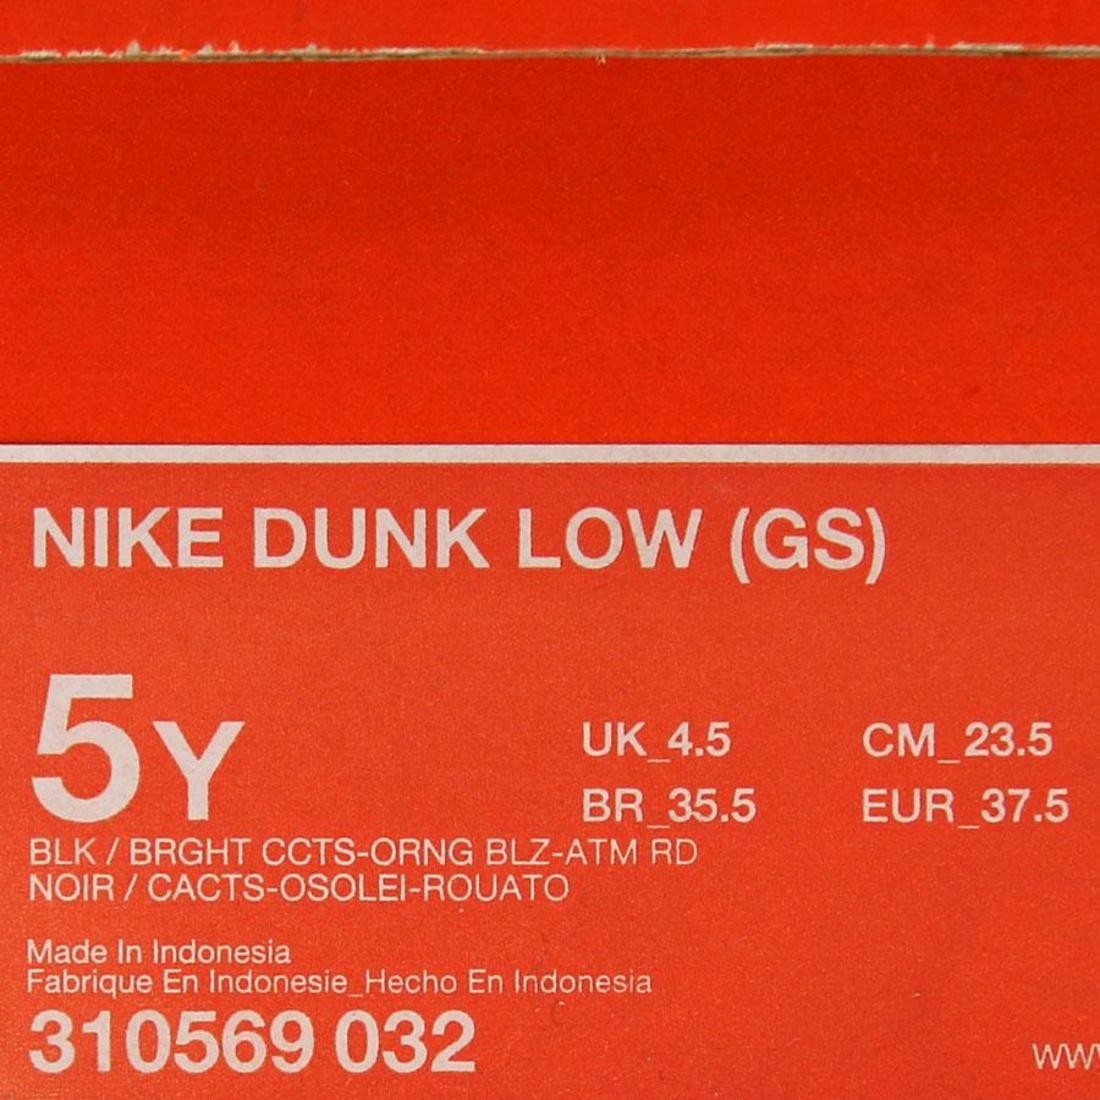 NIKE DUNK LOW (GS)
5Y
UK_4.5 CM_23.5
BR_35.5 EUR_37.5
BLK / BRGHT CCTS-ORNG BLZ-ATM RD
NOIR / CACTS-OSOLEI-ROUATO
Made In Indonesia
Fabrique En Indonesie_Hecho En Indonesia
310569 032